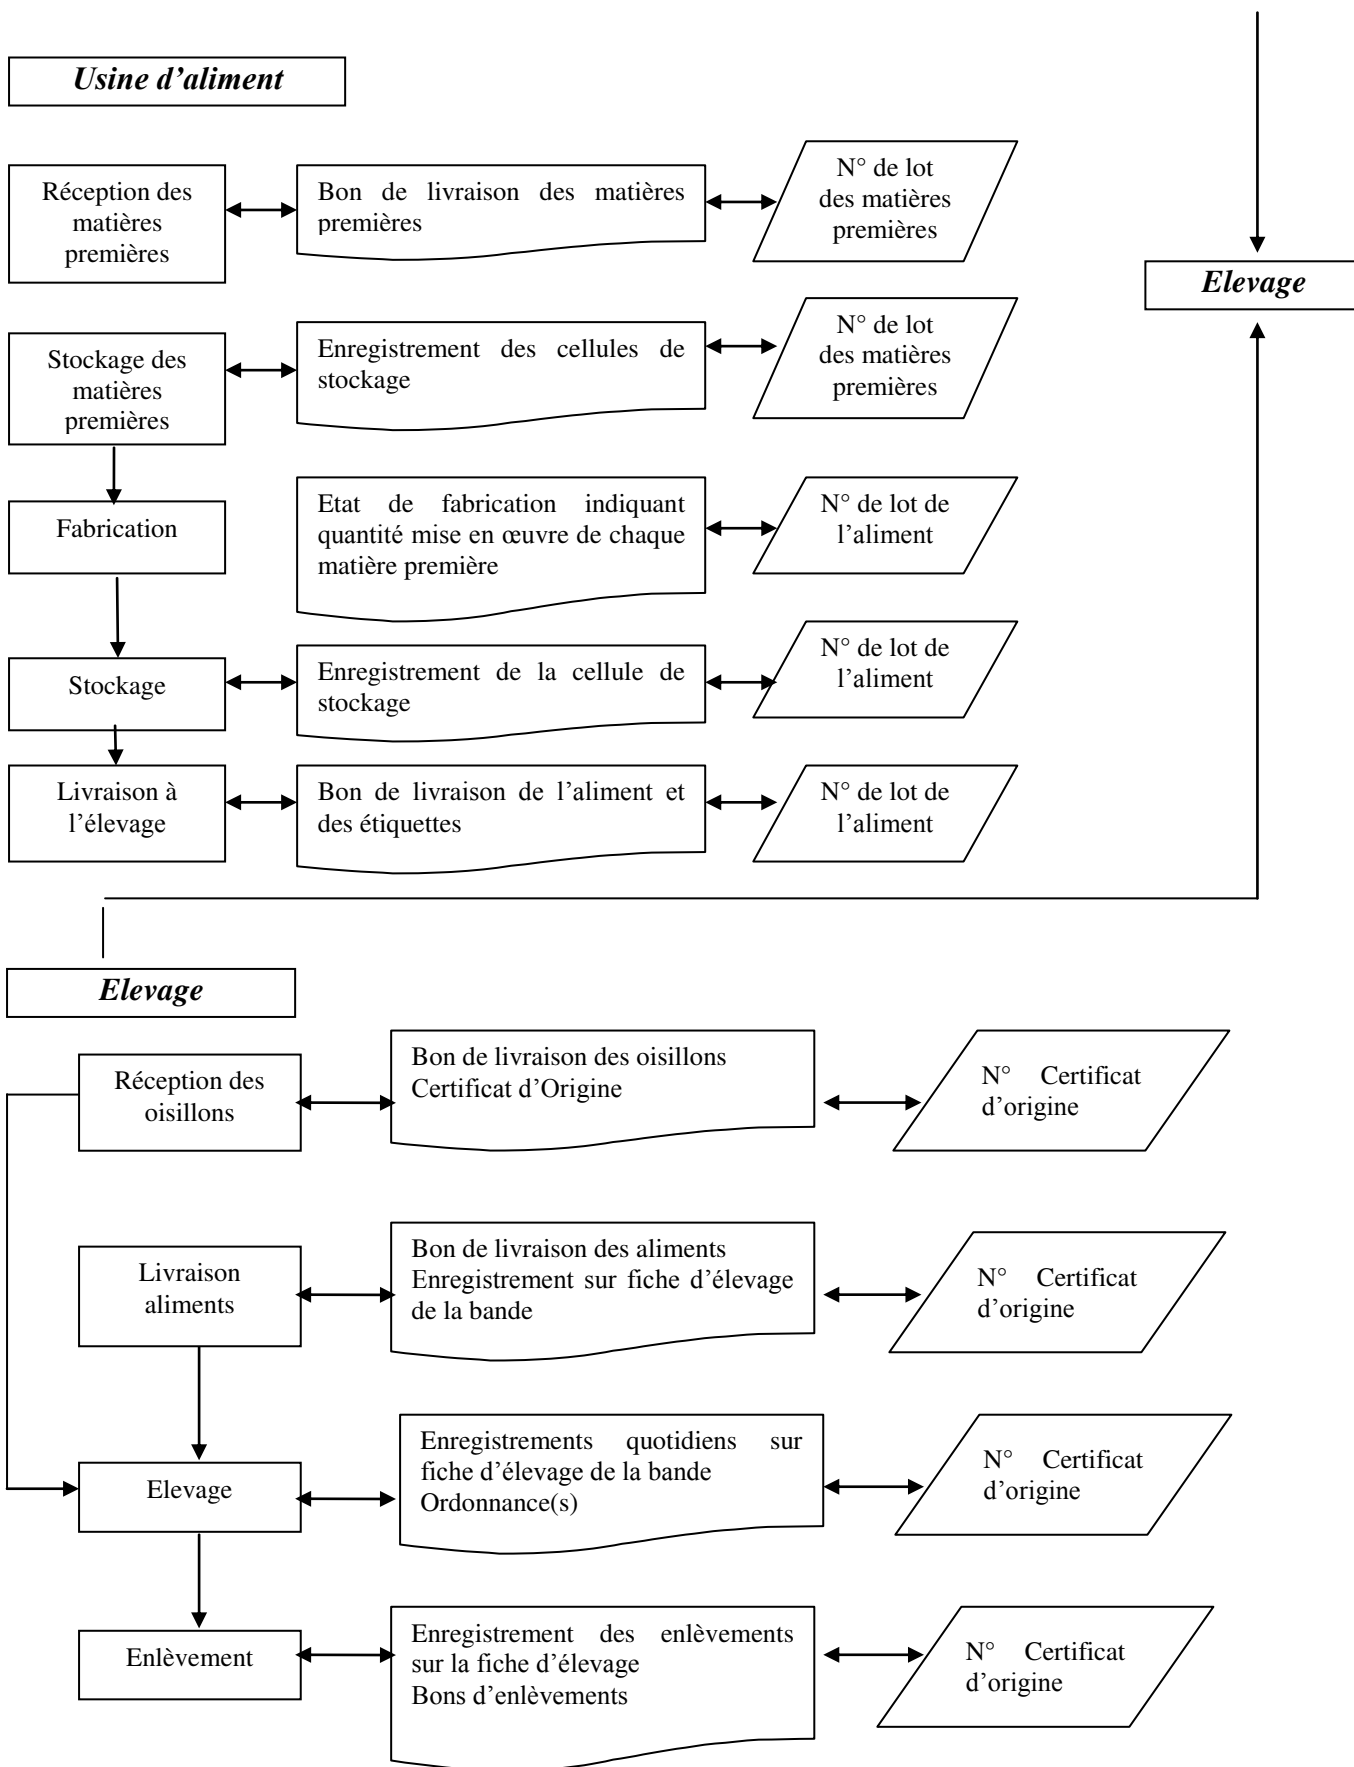 Usine d’aliment
Réception des
matières
premières
Bon de livraison des matières
premières
N° de lot
des matières
premières
Elevage
Stockage des
matières
premières
Enregistrement des cellules de
stockage
N° de lot
des matières
premières
Fabrication
Etat de fabrication indiquant
quantité mise en œuvre de chaque
matière première
N° de lot de
l’aliment
Stockage
Enregistrement de la cellule de
stockage
N° de lot de
l’aliment
Livraison à
l’élevage
Bon de livraison de l’aliment et
des étiquettes
N° de lot de
l’aliment
Elevage
Réception des
oisillons
Bon de livraison des oisillons
Certificat d’Origine
N° Certificat
d’origine
Livraison
aliments
Bon de livraison des aliments
Enregistrement sur fiche d’élevage
de la bande
N° Certificat
d’origine
Elevage
Enregistrements quotidiens sur
fiche d’élevage de la bande
Ordonnance(s)
N° Certificat
d’origine
Enlèvement
Enregistrement des enlèvements
sur la fiche d’élevage
Bons d’enlèvements
N° Certificat
d’origine